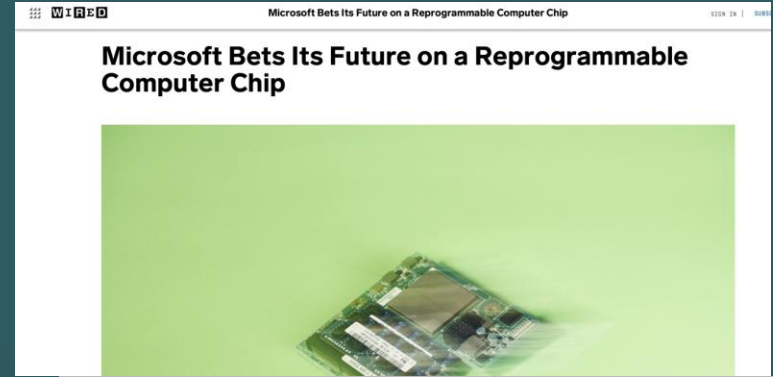 WIRED
Microsoft Bets Its Future on a Reprogrammable Computer Chip
SIGN IN |
Microsoft Bets Its Future on a Reprogrammable
Computer Chip